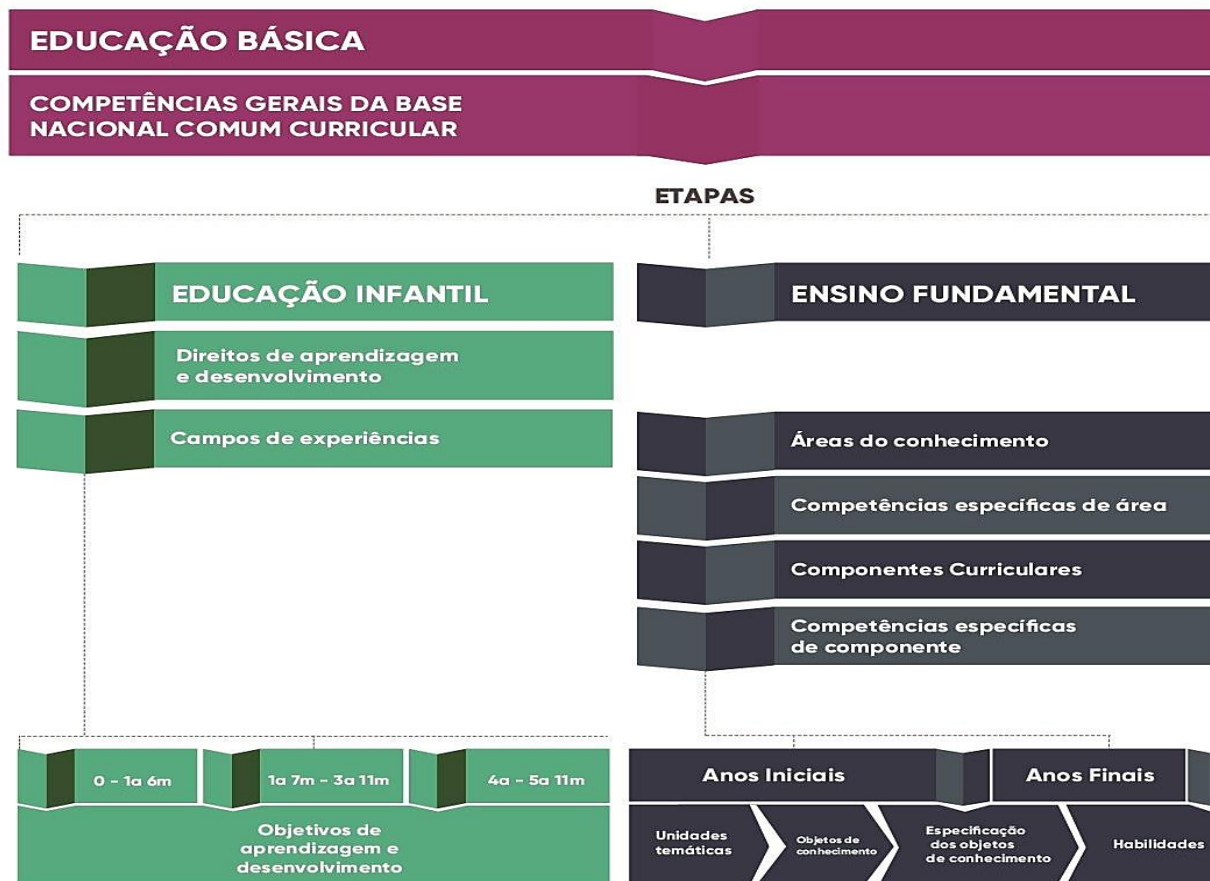 EDUCAÇÃO BÁSICA
COMPETÊNCIAS GERAIS DA BASE
NACIONAL COMUM CURRICULAR
ETAPAS
EDUCAÇÃO INFANTIL
Direitos de aprendizagem
e desenvolvimento
Campos de experiências
0 - 1a 6m
1a 7m - 3a 11m
4a - 5a 11m
Objetivos de
aprendizagem e
desenvolvimento
ENSINO FUNDAMENTAL
Áreas do conhecimento
Competências específicas de área
Componentes Curriculares
Competências específicas
de componente
Anos Iniciais
Anos Finais
Unidades
temáticas
Objetos de
conhecimento
Especificação
dos objetos
de conhecimento
Habilidades